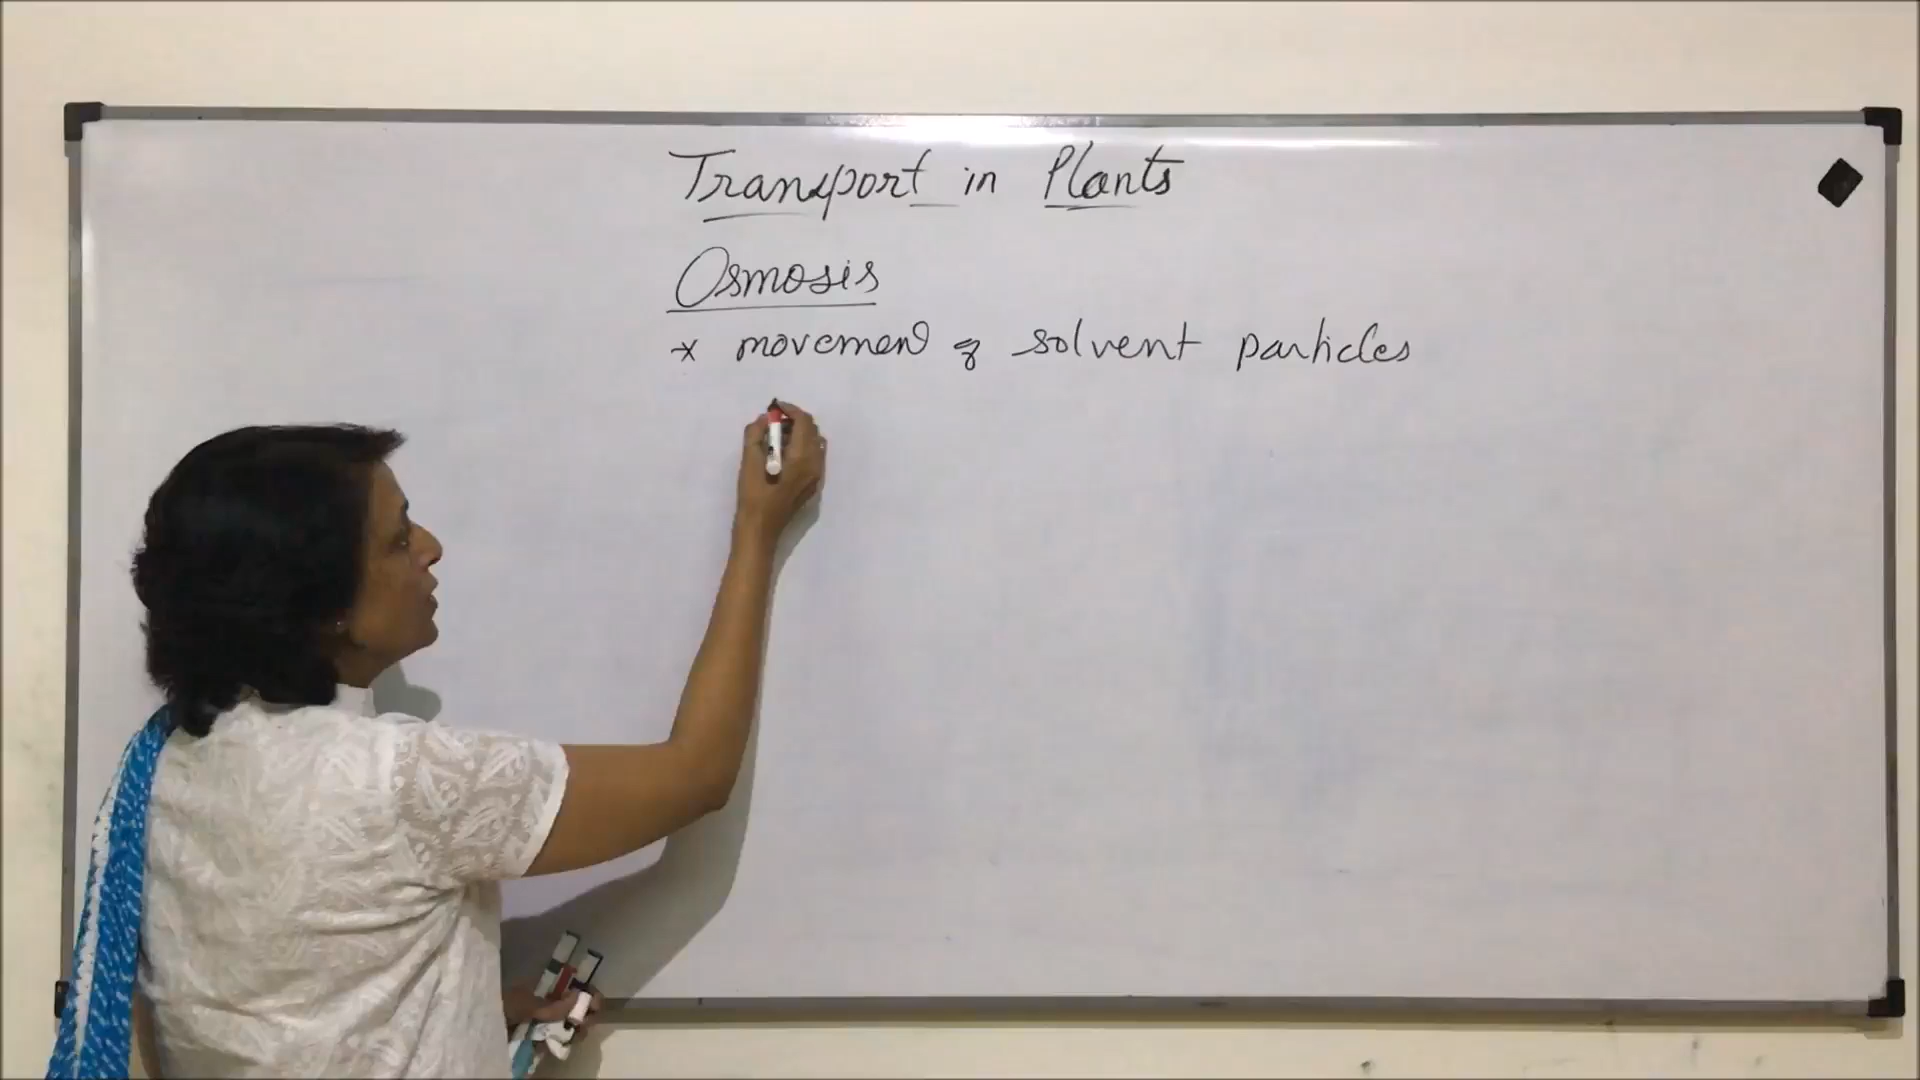 Transport in Plants
Osmosis
* movement of solvent particles